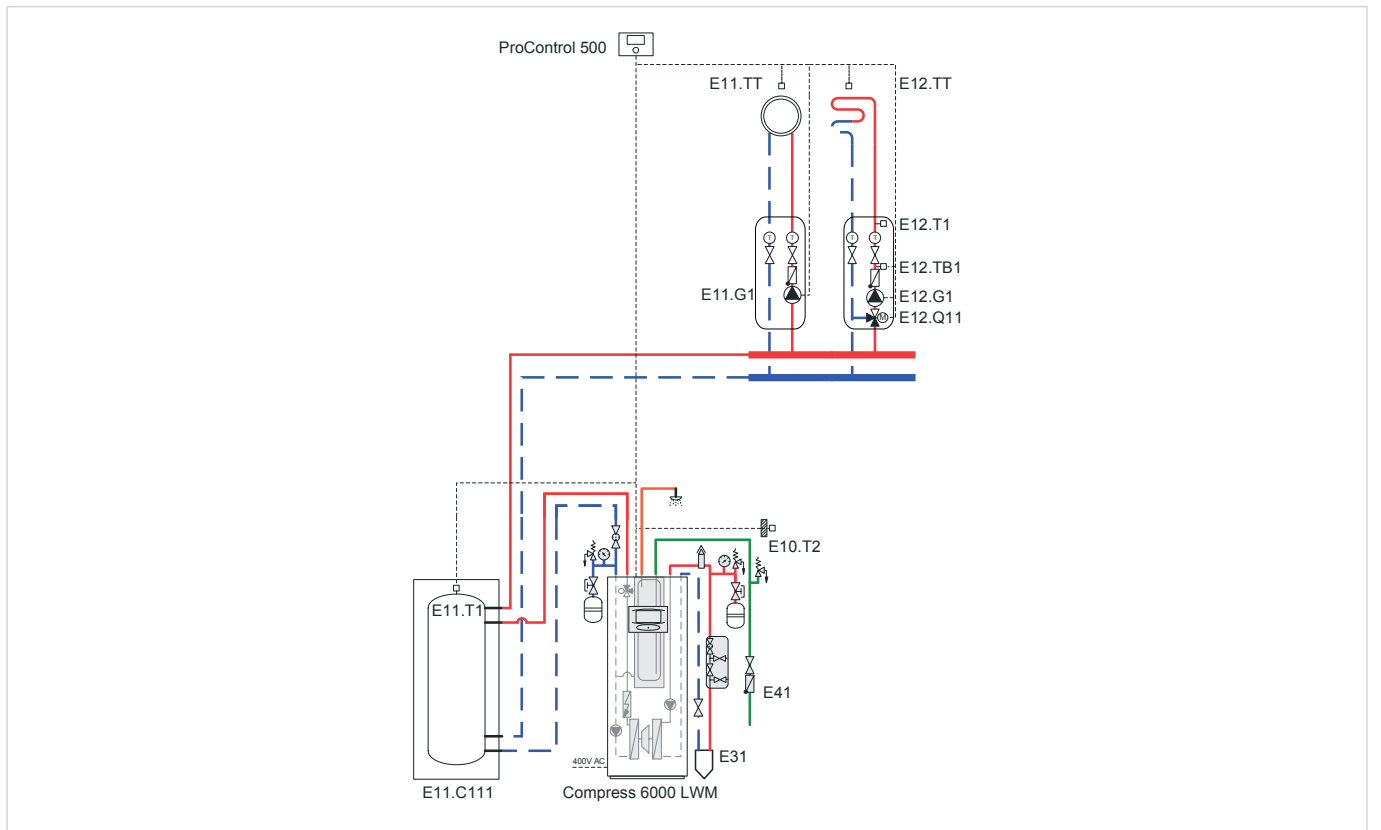 ProControl 500
E11.TT
E12.TT
T
T
T
T
E12.T1
E12.TB1
E11.G1
E12.G1
M
E12.Q11
E10.T2
E11.T1
E41
E31
400V AC
E11.C111
Compress 6000 LWM